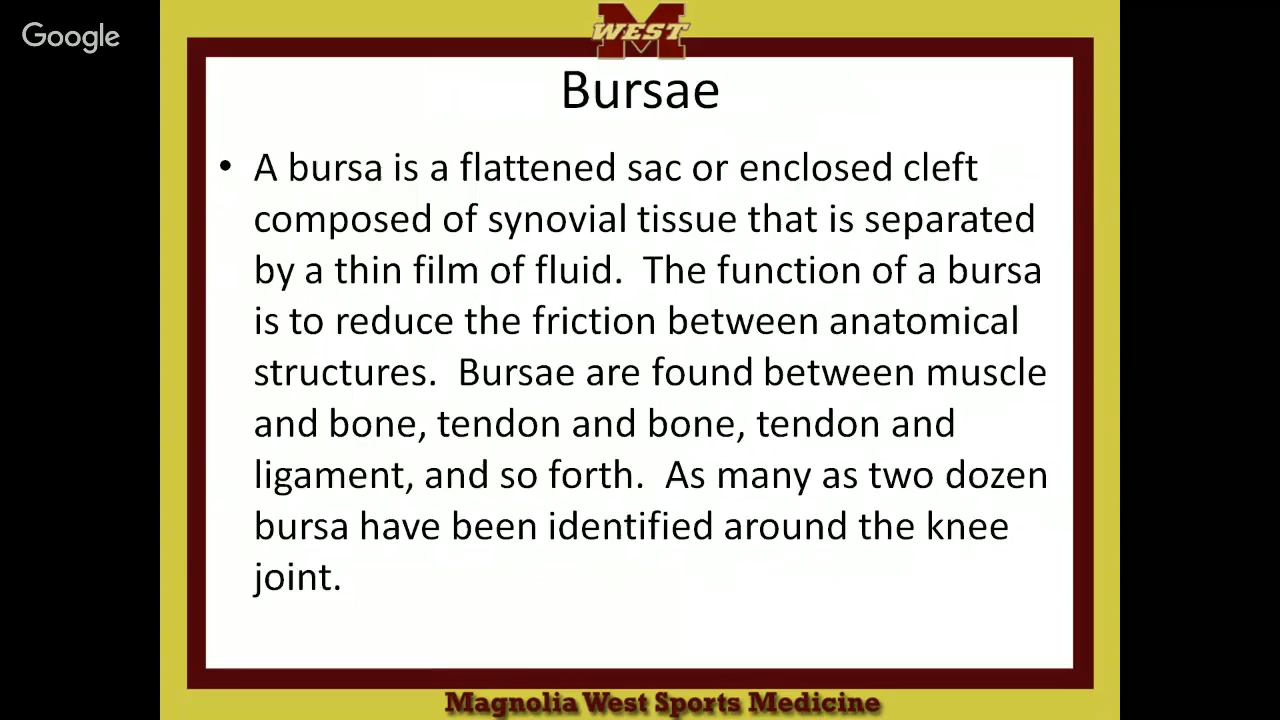 Google
M
WEST
Bursae
• A bursa is a flattened sac or enclosed cleft
composed of synovial tissue that is separated
by a thin film of fluid.  The function of a bursa
is to reduce the friction between anatomical
structures.  Bursae are found between muscle
and bone, tendon and bone, tendon and
ligament, and so forth.  As many as two dozen
bursa have been identified around the knee
joint.
Magnolia West Sports Medicine